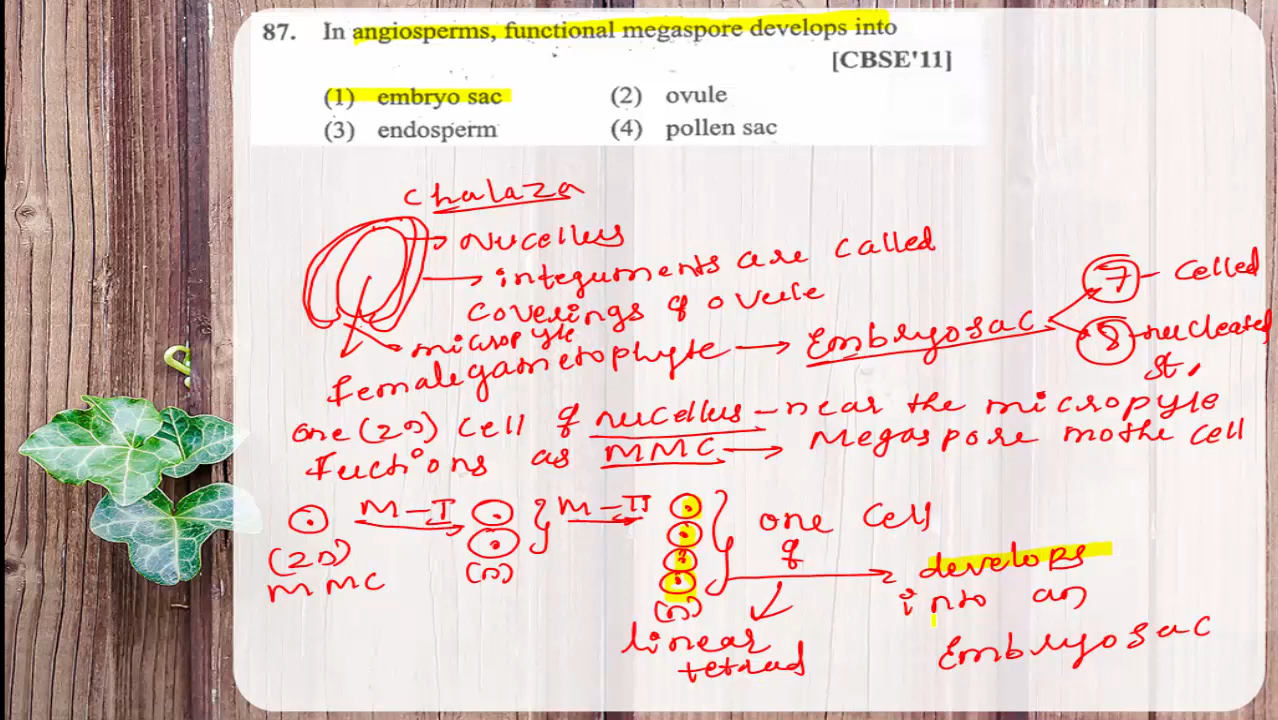 87. In angiosperms, functional megaspore develops into
[CBSE'11]
(1) embryo sac (2) ovule
(3) endosperm (4) pollen sac
chalaza
Nucellus
integuments are called
coverings of ovule
micropyle
Female gametophyte → Embryosac
7 - celled
8 nucleated
st.
one (2n) cell of nucellus - near the micropyle
fuctions as MMC → Megaspore mothe cell
M-I M-II one cell
(2n) (n) (n) of
MMC
linear
tetrad
develops
into an
Embryosac